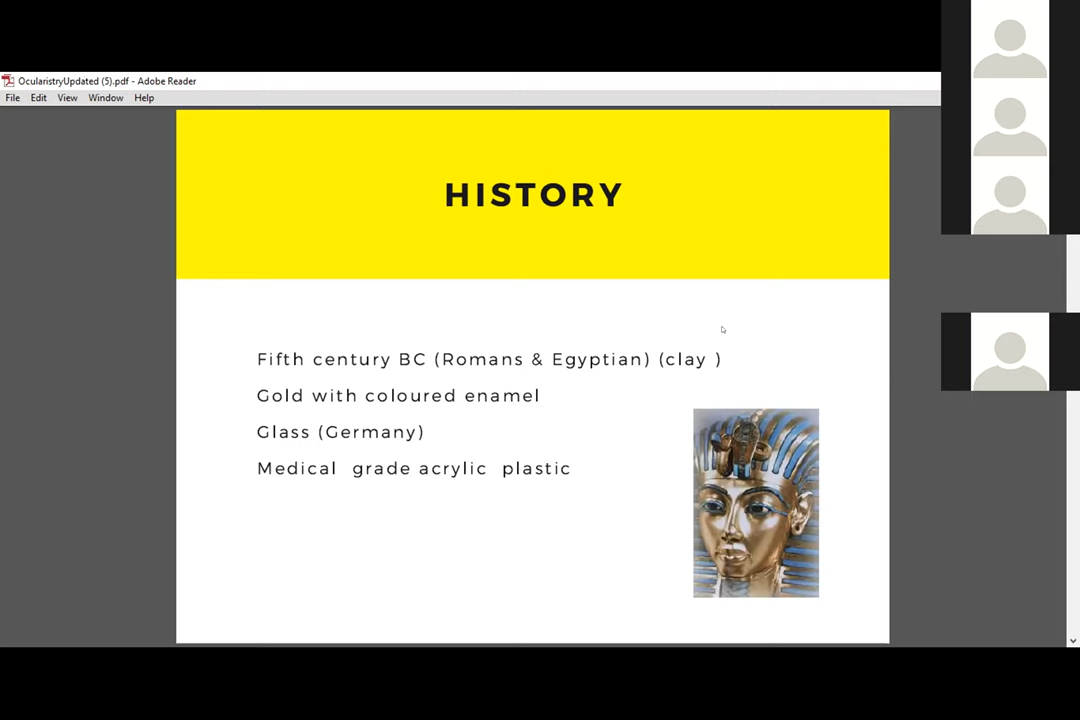 OcularistryUpdated (5).pdf - Adobe Reader
File Edit View Window Help
HISTORY
Fifth century BC (Romans & Egyptian) (clay )
Gold with coloured enamel
Glass (Germany)
Medical grade acrylic plastic